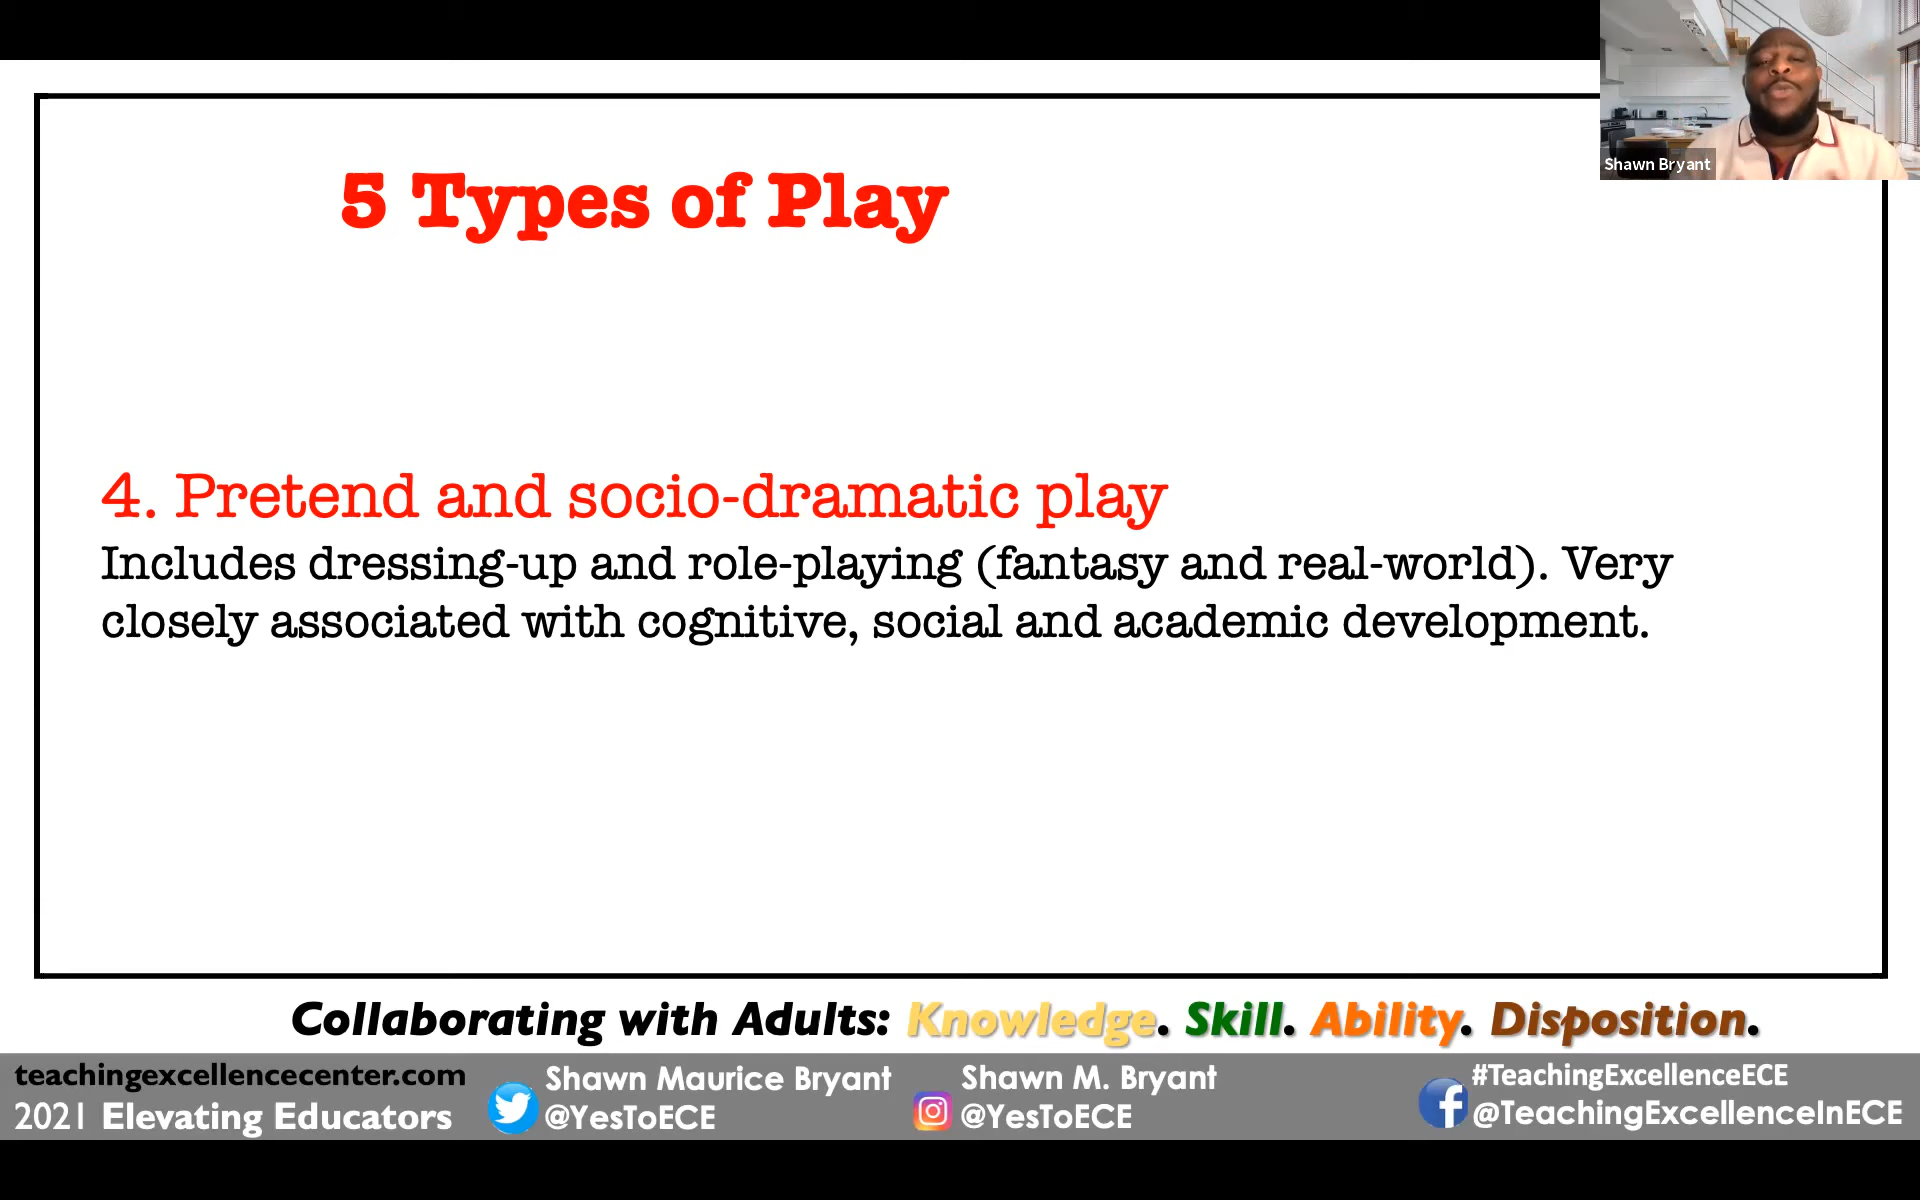 Shawn Bryant
5 Types of Play
4. Pretend and socio-dramatic play
Includes dressing-up and role-playing (fantasy and real-world). Very
closely associated with cognitive, social and academic development.
Collaborating with Adults: Knowledge. Skill. Ability. Disposition.
teachingexcellencecenter.com
2021 Elevating Educators
Shawn Maurice Bryant
@YesToECE
Shawn M. Bryant
@YesToECE
#TeachingExcellenceECE
@TeachingExcellenceInECE